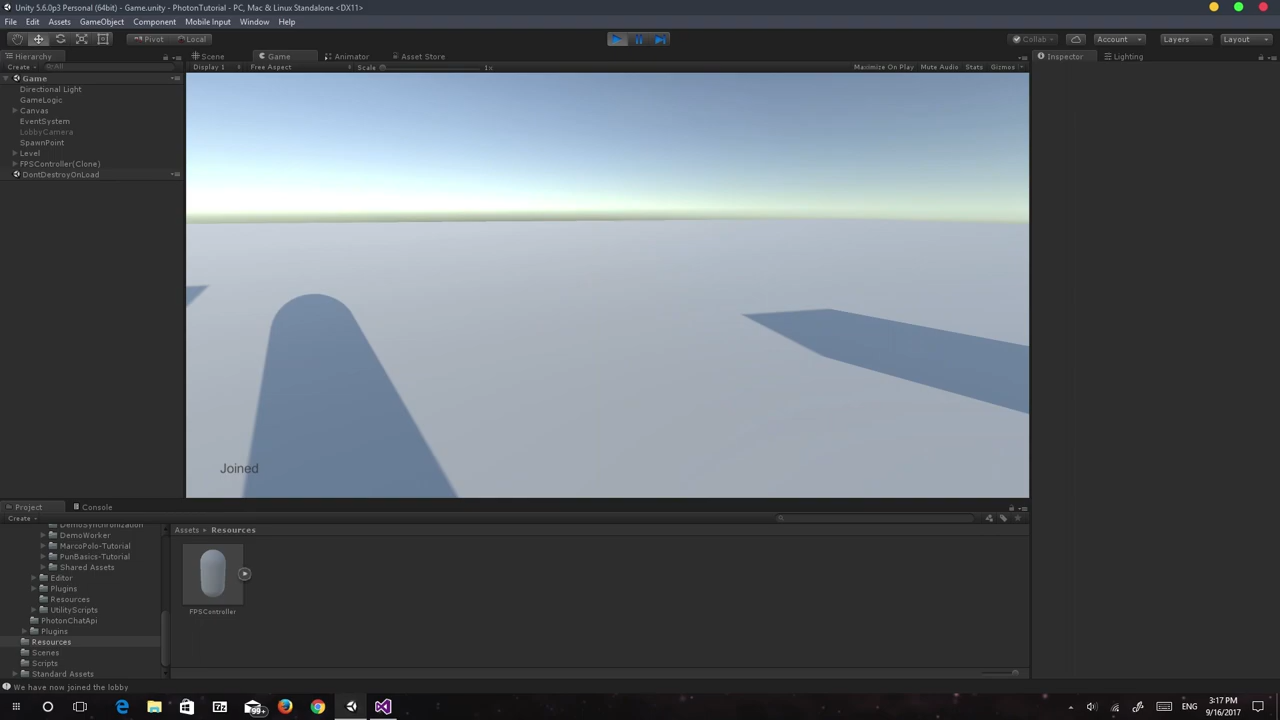 Unity 5.6.0p3 Personal (64bit) - Game.unity - PhotonTutorial - PC, Mac & Linux Standalone <DX11>
File Edit Assets GameObject Component Mobile Input Window Help
Pivot Local Collab Account Layers Layout
Hierarchy Scene Game Animator Asset Store Inspector Lighting
Create All Display 1 Free Aspect Scale 1x Maximize On Play Mute Audio Stats Gizmos
Game
Directional Light
GameLogic
Canvas
EventSystem
LobbyCamera
SpawnPoint
Level
FPSController(Clone)
DontDestroyOnLoad
Joined
Project Console
Create
DemoSynchronization
Assets Resources
DemoWorker
MarcoPolo-Tutorial
PunBasics-Tutorial
Shared Assets
Editor
Plugins
Resources
UtilityScripts
FPSController
PhotonChatApi
Plugins
Resources
Scenes
Scripts
Standard Assets
We have now joined the lobby
99+
ENG
3:17 PM
9/16/2017